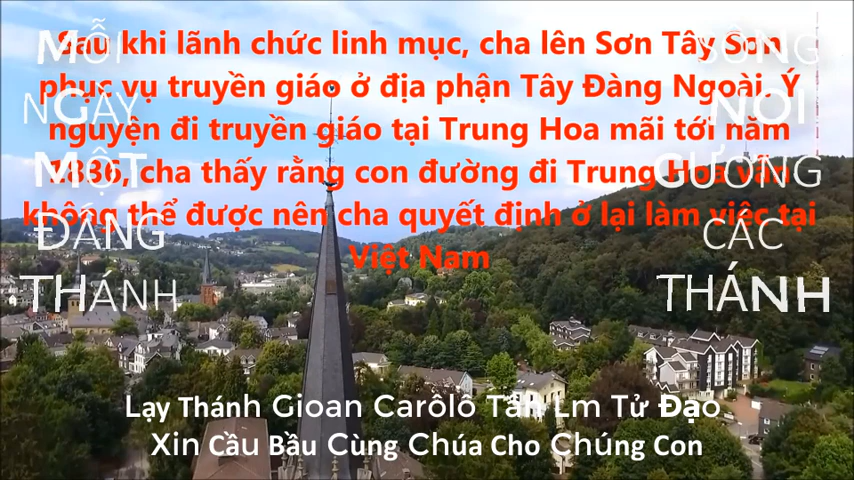 Sau khi lãnh chức linh mục, cha lên Sơn Tây Sơn
phục vụ truyền giáo ở địa phận Tây Đàng Ngoài. Ý
nguyện đi truyền giáo tại Trung Hoa mãi tới năm
1836, cha thấy rằng con đường đi Trung Hoa vẫn
không thể được nên cha quyết định ở lại làm việc tại
Việt Nam
MỖI
NGÀY
MỘT
ĐẤNG
THÁNH
SỐNG
NOI
GƯƠNG
CÁC
THÁNH
Lạy Thánh Gioan Carôlô Tân Lm Tử Đạo
Xin Cầu Bầu Cùng Chúa Cho Chúng Con